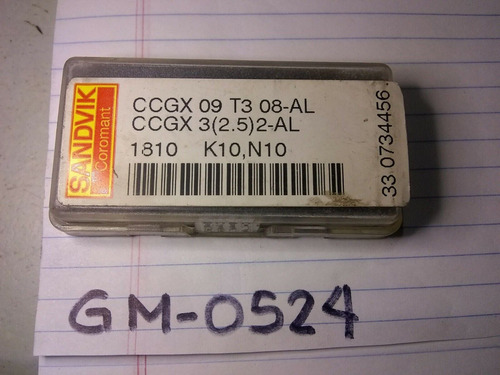 SANDVIK
Coromant
CCGX 09 T3 08-AL
CCGX 3(2.5)2-AL
1810 K10,N10
33 0734456
GM-0524